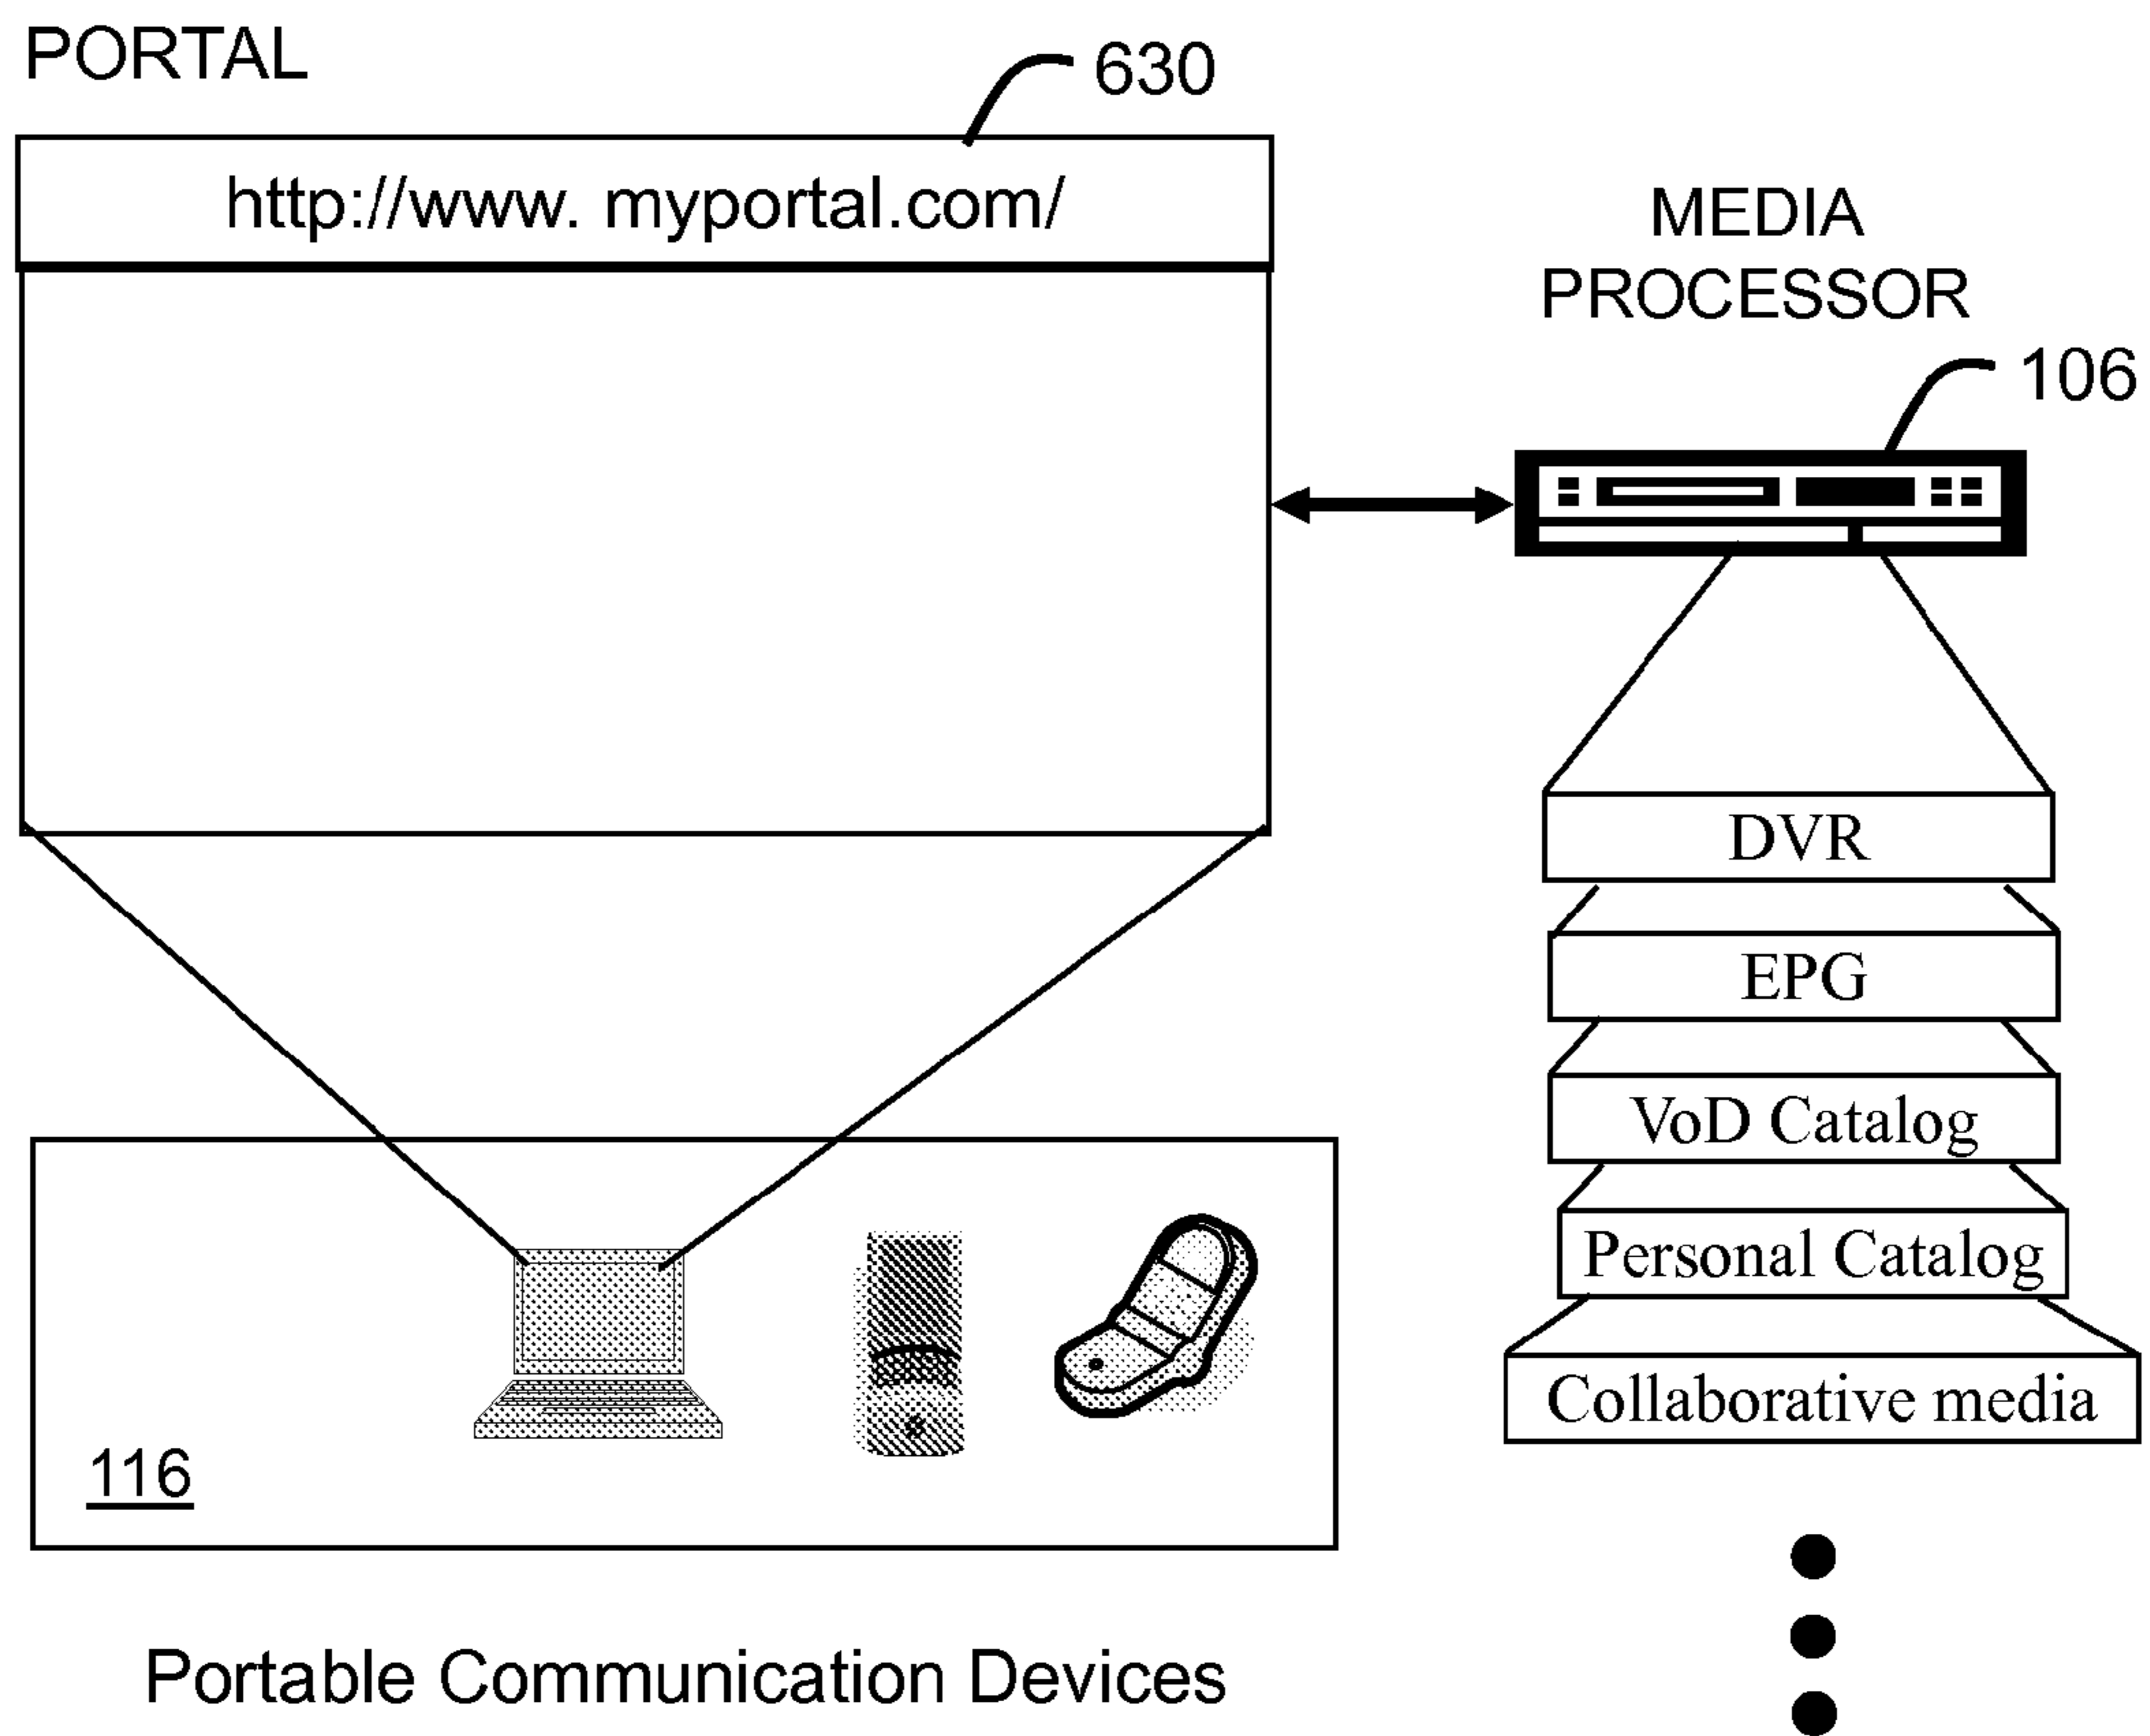 PORTAL
630
http://www. myportal.com/
MEDIA
PROCESSOR
106
DVR
EPG
VoD Catalog
Personal Catalog
Collaborative media
116
Portable Communication Devices